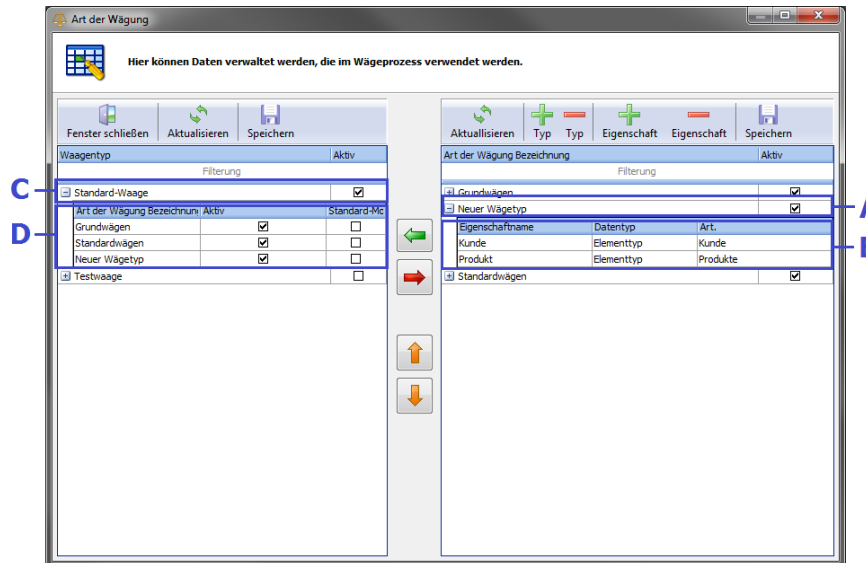 Art der Wägung
Hier können Daten verwaltet werden, die im Wägeprozess verwendet werden.
Fenster schließen Aktualisieren Speichern
Waagentyp Aktiv
Filterung
C
Standard-Waage
D
Art der Wägung Bezeichnung Aktiv Standard-Mo
Grundwägen
Standardwägen
Neuer Wägetyp
Testwaage
Aktuallisieren Typ Typ Eigenschaft Eigenschaft Speichern
Art der Wägung Bezeichnung Aktiv
Filterung
Grundwägen
Neuer Wägetyp
A
Eigenschaftname Datentyp Art.
Kunde Elementtyp Kunde
Produkt Elementtyp Produkte
Standardwägen